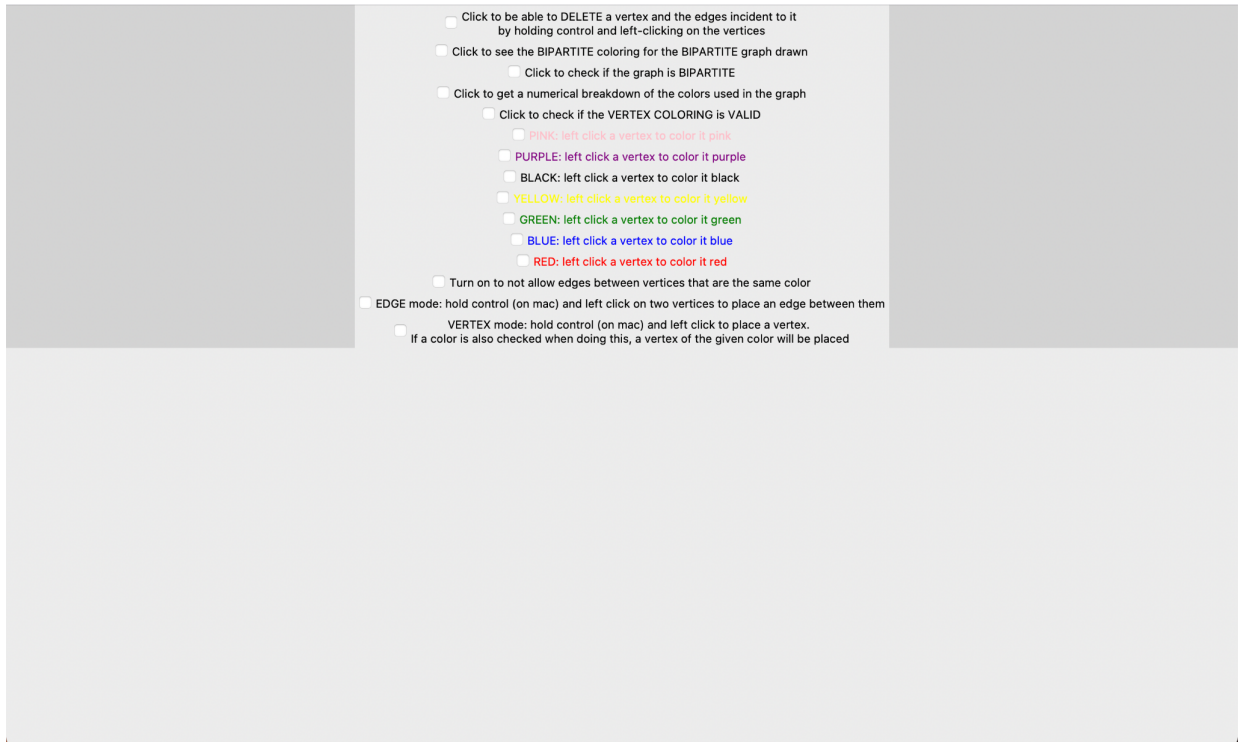 Click to be able to DELETE a vertex and the edges incident to it
by holding control and left-clicking on the vertices
Click to see the BIPARTITE coloring for the BIPARTITE graph drawn
Click to check if the graph is BIPARTITE
Click to get a numerical breakdown of the colors used in the graph
Click to check if the VERTEX COLORING is VALID
PINK: left click a vertex to color it pink
PURPLE: left click a vertex to color it purple
BLACK: left click a vertex to color it black
YELLOW: left click a vertex to color it yellow
GREEN: left click a vertex to color it green
BLUE: left click a vertex to color it blue
RED: left click a vertex to color it red
Turn on to not allow edges between vertices that are the same color
EDGE mode: hold control (on mac) and left click on two vertices to place an edge between them
VERTEX mode: hold control (on mac) and left click to place a vertex.
If a color is also checked when doing this, a vertex of the given color will be placed